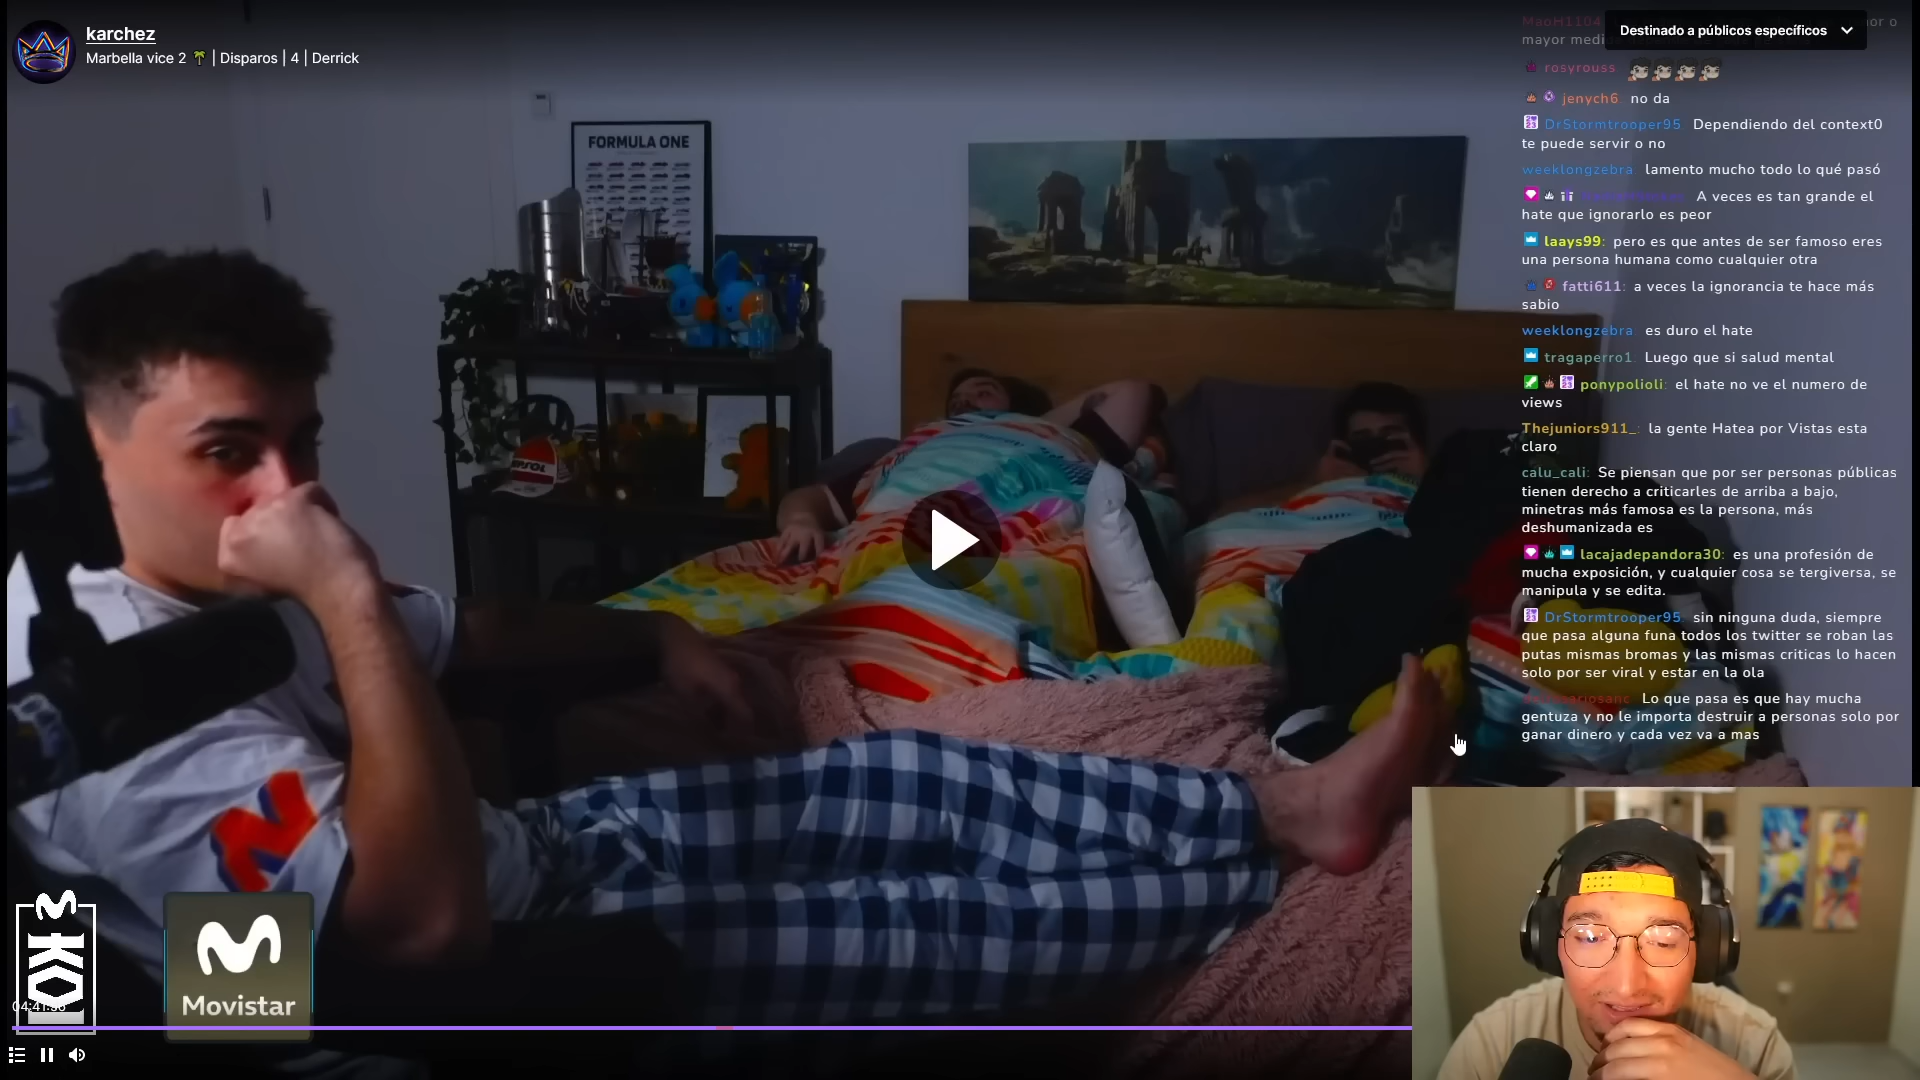 karchez
Marbella vice 2 🌴 | Disparos | 4 | Derrick
Destinado a públicos específicos
MaoH1104
mayor
rosyrouss
jenych6 no da
DrStormtrooper95 Dependiendo del context0
te puede servir o no
weeklongzebra lamento mucho todo lo qué pasó
A veces es tan grande el
hate que ignorarlo es peor
laays99: pero es que antes de ser famoso eres
una persona humana como cualquier otra
fatti611: a veces la ignorancia te hace más
sabio
weeklongzebra es duro el hate
tragaperro1 Luego que si salud mental
ponypolioli: el hate no ve el numero de
views
Thejuniors911_: la gente Hatea por Vistas esta
claro
calu_cali: Se piensan que por ser personas públicas
tienen derecho a criticarles de arriba a bajo,
minetras más famosa es la persona, más
deshumanizada es
lacajadepandora30: es una profesión de
mucha exposición, y cualquier cosa se tergiversa, se
manipula y se edita.
DrStormtrooper95 sin ninguna duda, siempre
que pasa alguna funa todos los twitter se roban las
putas mismas bromas y las mismas criticas lo hacen
solo por ser viral y estar en la ola
Lo que pasa es que hay mucha
gentuza y no le importa destruir a personas solo por
ganar dinero y cada vez va a mas
FORMULA ONE
KOI
Movistar